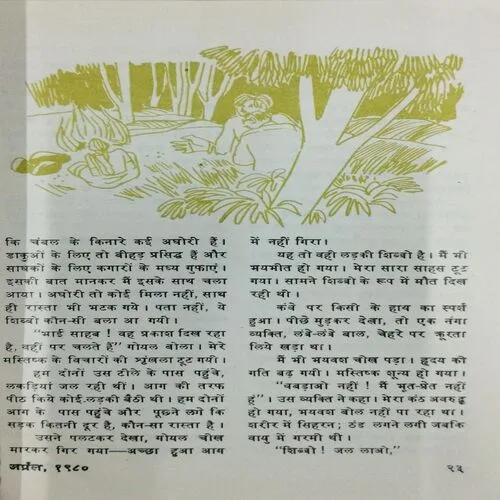 कि चंबल के किनारे कई अघोरी हैं।
डाकुओं के लिए तो बीहड़ प्रसिद्ध हैं और
साधकों के लिए कगारों के मध्य गुफाएं।
इसकी बात मानकर मैं इसके साथ चला
आया। अघोरी तो कोई मिला नहीं, साथ
ही रास्ता भी भटक गये। पता नहीं, ये
शिब्बो कौन-सी बला आ गयी।
"भाई साहब! वह प्रकाश दिख रहा
है, वहीं पर चलते हैं" गोयल बोला। मेरे
मस्तिष्क के विचारों की श्रृंखला टूट गयी।
हम दोनों उस टीले के पास पहुंचे,
लकड़ियां जल रही थीं। आग की तरफ
पीठ किये कोई लड़की बैठी थी। हम दोनों
आग के पास पहुंचे और पूछने लगे कि
सड़क कितनी दूर है, कौन-सा रास्ता है।
उसने पलटकर देखा, गोयल चीख
मारकर गिर गया—अच्छा हुआ आग
अप्रैल, १९८०
में नहीं गिरा।
यह तो वही लड़की शिब्बो है। मैं भी
भयभीत हो गया। मेरा सारा साहस टूट
गया। सामने शिब्बो के रूप में मौत दिख
रही थी।
कंधे पर किसी के हाथ का स्पर्श
हुआ। पीछे मुड़कर देखा, तो एक नंगा
व्यक्ति, लंबे-लंबे बाल, चेहरे पर क्रूरता
लिये खड़ा था।
मैं भी भयवश चीख पड़ा। हृदय की
गति बढ़ गयी। मस्तिष्क शून्य हो गया।
"घबड़ाओ नहीं! मैं भूत-प्रेत नहीं
हूं"। उस व्यक्ति ने कहा। मेरा कंठ अवरुद्ध
हो गया, भयवश बोल नहीं पा रहा था।
शरीर में सिहरन; ठंड लगने लगी जबकि
वायु में गरमी थी।
"शिब्बो! जल लाओ,"
९३